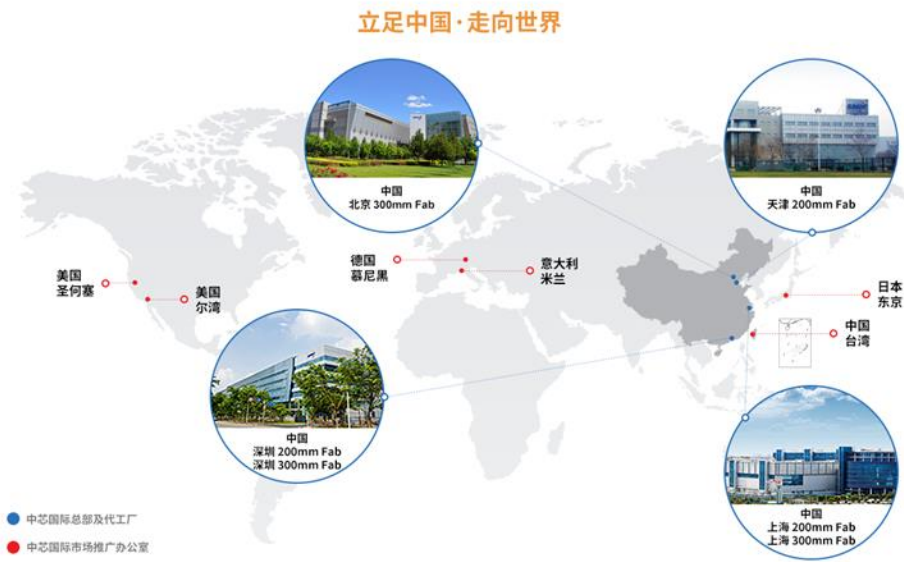 立足中国·走向世界
中国
北京 300mm Fab
中国
天津 200mm Fab
美国
圣何塞
美国
尔湾
德国
慕尼黑
意大利
米兰
日本
东京
中国
台湾
中国
深圳 200mm Fab
深圳 300mm Fab
中国
上海 200mm Fab
上海 300mm Fab
中芯国际总部及代工厂
中芯国际市场推广办公室